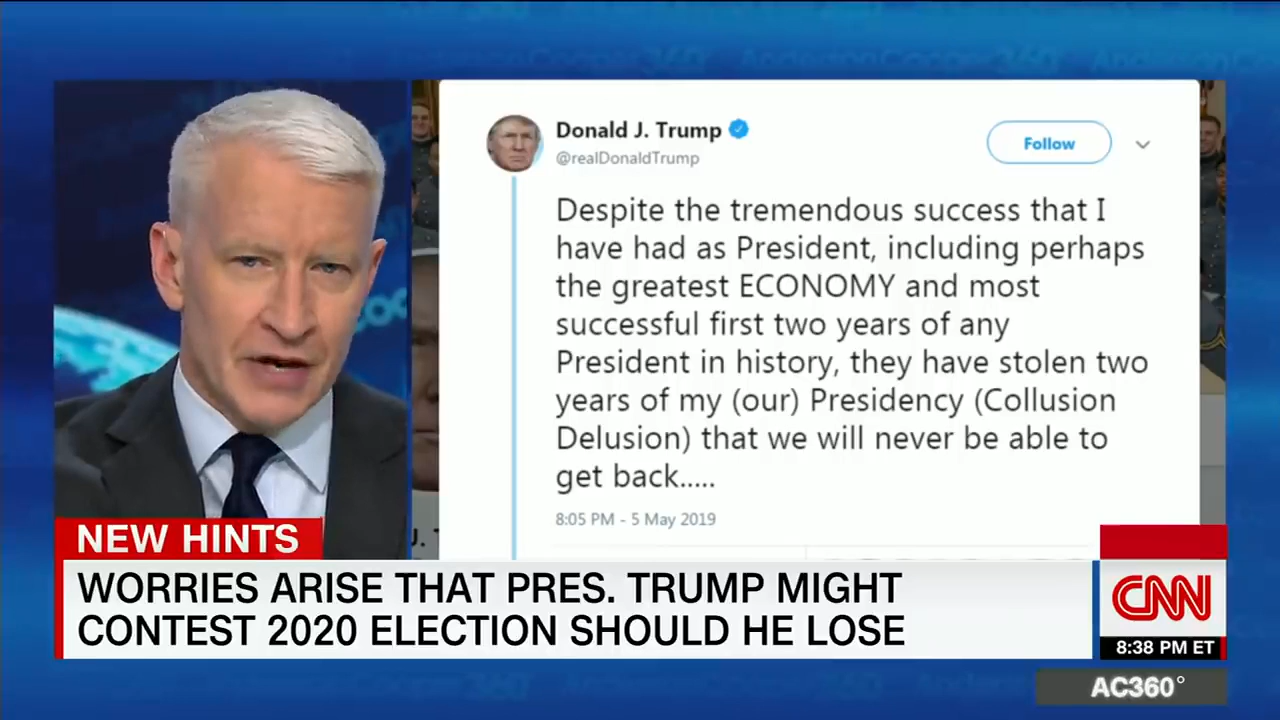 Donald J. Trump
@realDonaldTrump
Follow
Despite the tremendous success that I
have had as President, including perhaps
the greatest ECONOMY and most
successful first two years of any
President in history, they have stolen two
years of my (our) Presidency (Collusion
Delusion) that we will never be able to
get back.....
8:05 PM - 5 May 2019
NEW HINTS
WORRIES ARISE THAT PRES. TRUMP MIGHT
CONTEST 2020 ELECTION SHOULD HE LOSE
CNN
8:38 PM ET
AC360°